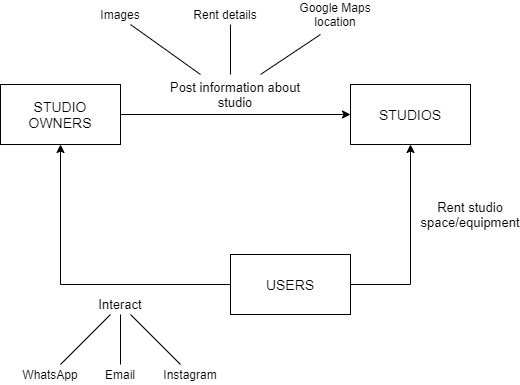 Images
Rent details
Google Maps
location
Post information about
studio
STUDIO
OWNERS
STUDIOS
Rent studio
space/equipment
USERS
Interact
WhatsApp
Email
Instagram